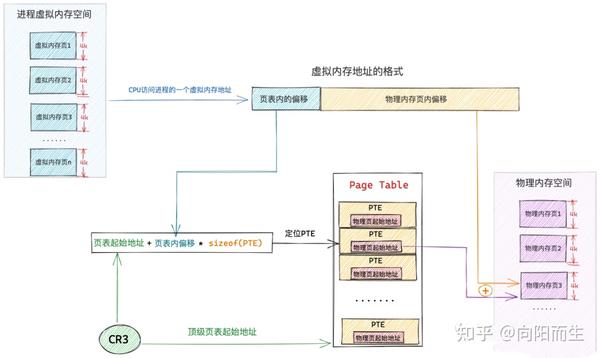 进程虚拟内存空间
虚拟内存页1
4k
虚拟内存页2
4k
虚拟内存页3
4k
......
虚拟内存页n
4k
CPU访问进程的一个虚拟内存地址
虚拟内存地址的格式
页表内的偏移
物理内存页内偏移
页表起始地址 + 页表内偏移 * sizeof(PTE)
定位PTE
CR3
顶级页表起始地址
Page Table
PTE
物理页起始地址
PTE
物理页起始地址
PTE
物理页起始地址
.......
PTE
物理页起始地址
+
物理内存空间
物理内存页1
4k
物理内存页2
4k
物理内存页3
4k
知乎 @向阳而生